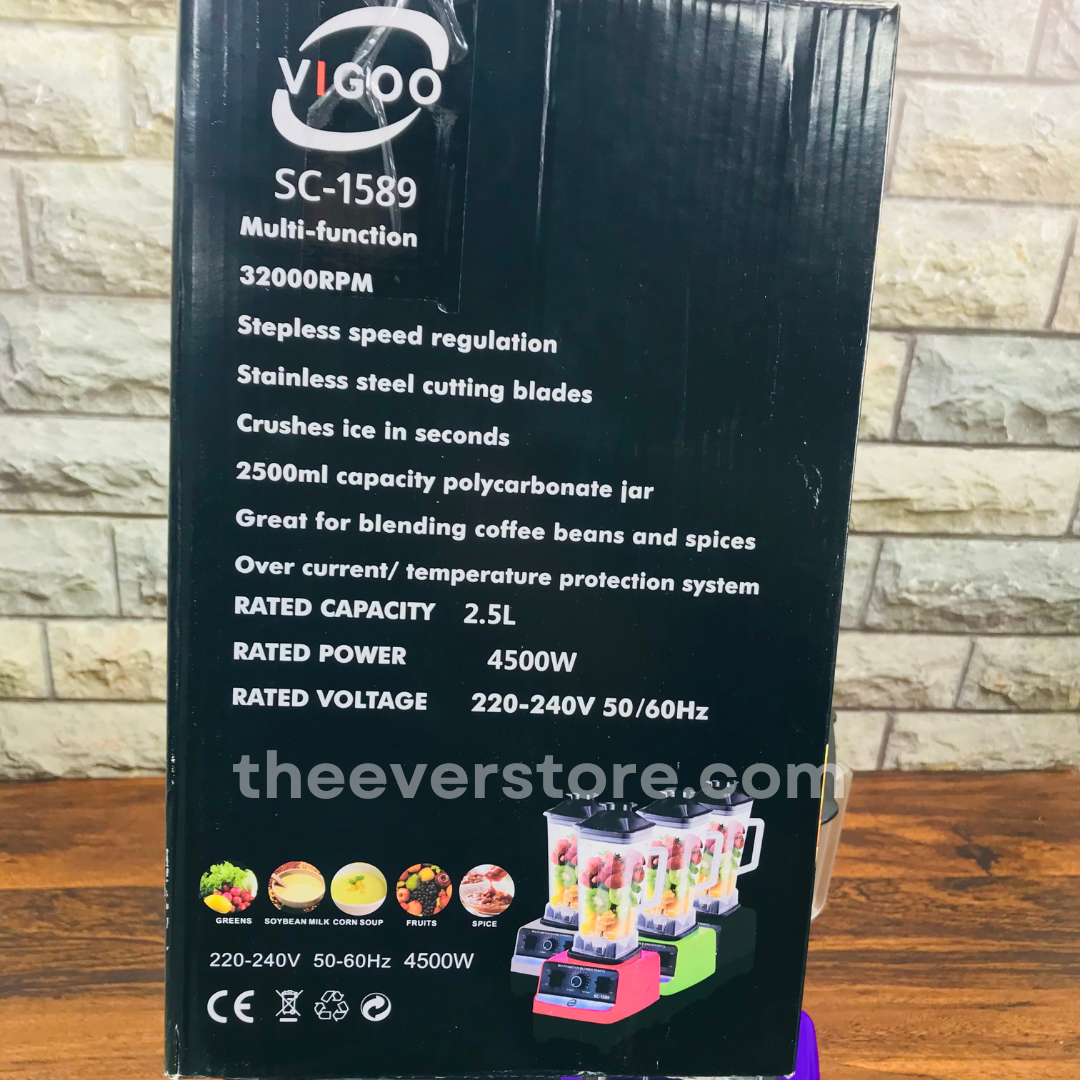 VIGOO
SC-1589
Multi-function
32000RPM
Stepless speed regulation
Stainless steel cutting blades
Crushes ice in seconds
2500ml capacity polycarbonate jar
Great for blending coffee beans and spices
Over current/ temperature protection system
RATED CAPACITY 2.5L
RATED POWER 4500W
RATED VOLTAGE 220-240V 50/60Hz
theeverstore.com
GREENS SOYBEAN MILK CORN SOUP FRUITS SPICE
220-240V 50-60Hz 4500W
CE
SC-1589